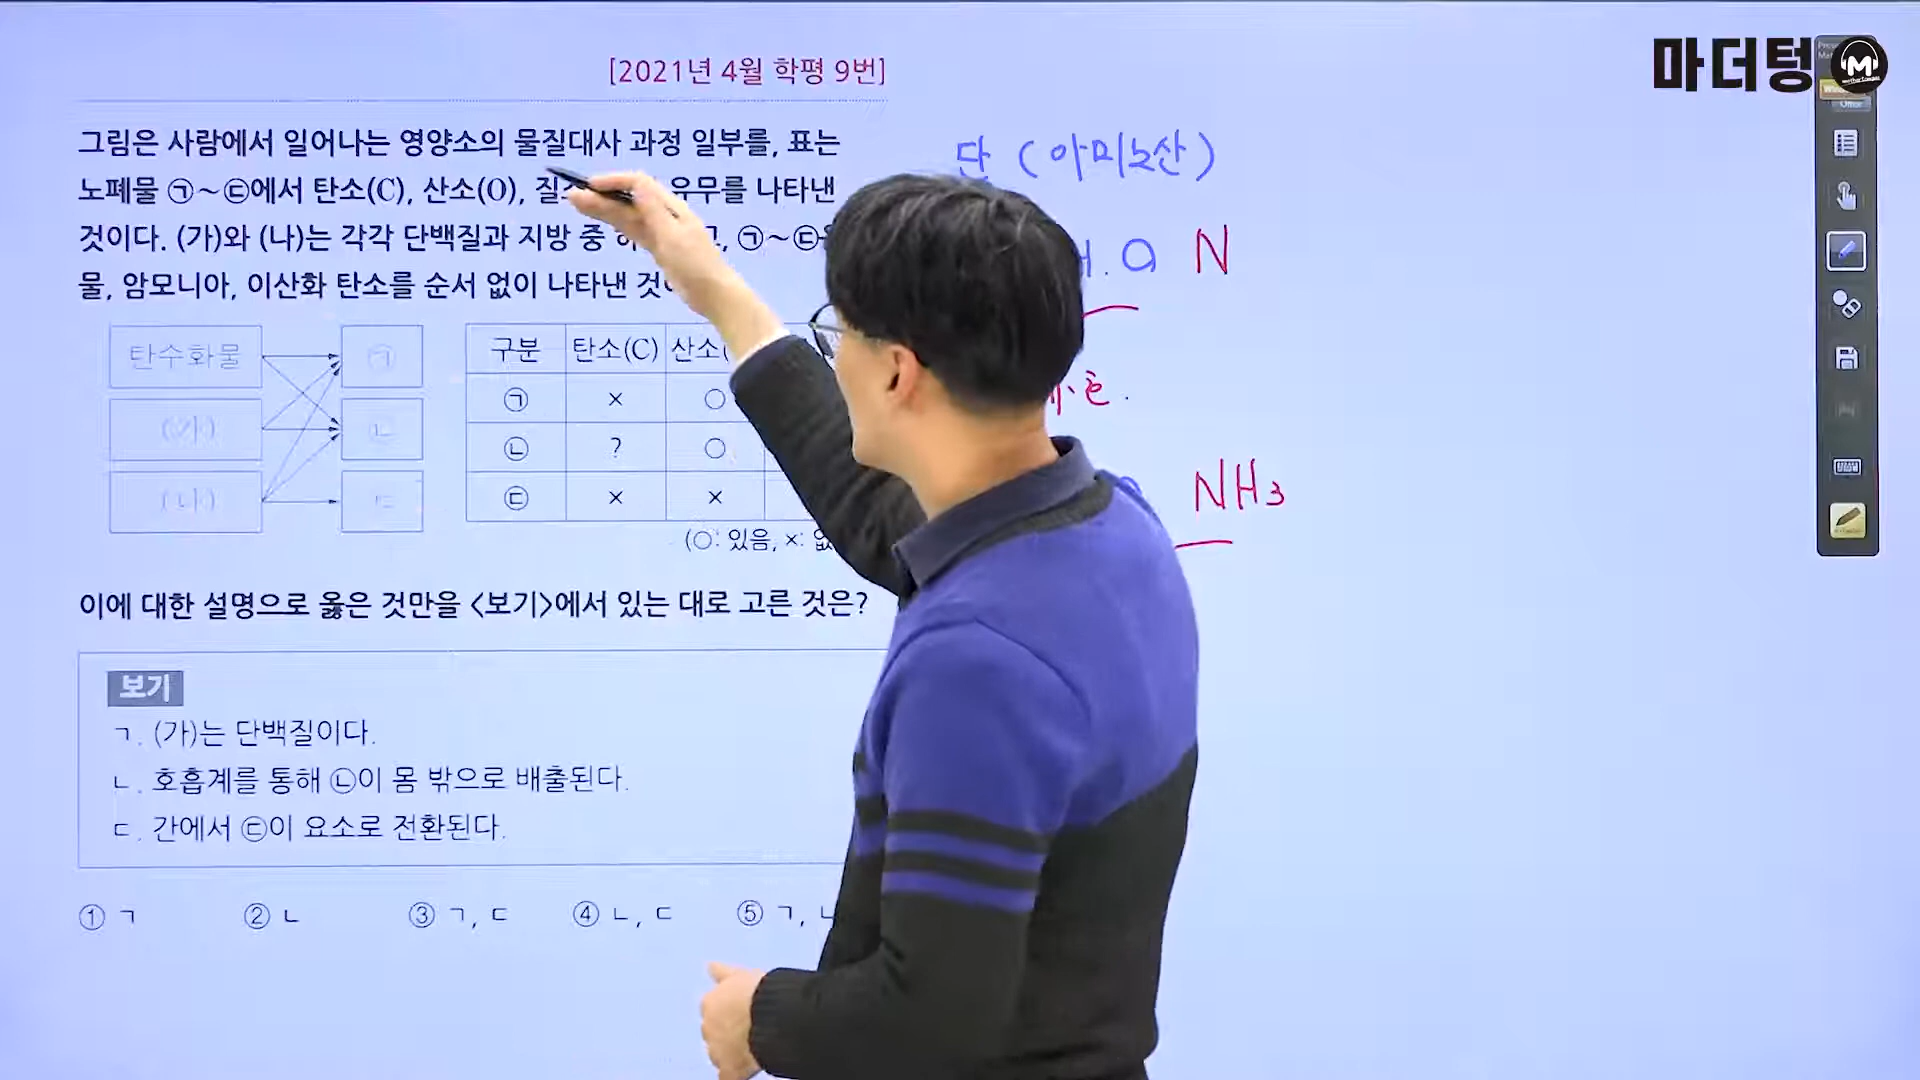 마더텅
[2021년 4월 학평 9번]
그림은 사람에서 일어나는 영양소의 물질대사 과정 일부를, 표는
노폐물 ㉠~㉢에서 탄소(C), 산소(O), 유무를 나타낸
것이다. (가)와 (나)는 각각 단백질과 지방 중 ㉠~㉢
물, 암모니아, 이산화 탄소를 순서 없이 나타낸
탄수화물
(가)
(나)
㉠
㉡
㉢
구분 탄소(C) 산소
㉠ × ○
㉡ ? ○
㉢ × ×
(○: 있음, ×:
이에 대한 설명으로 옳은 것만을 <보기>에서 있는 대로 고른 것은?
보기
ㄱ. (가)는 단백질이다.
ㄴ. 호흡계를 통해 ㉡이 몸 밖으로 배출된다.
ㄷ. 간에서 ㉢이 요소로 전환된다.
① ㄱ ② ㄴ ③ ㄱ, ㄷ ④ ㄴ, ㄷ ⑤ ㄱ, ㄴ
단 (아미노산)
H. O N
NH₃